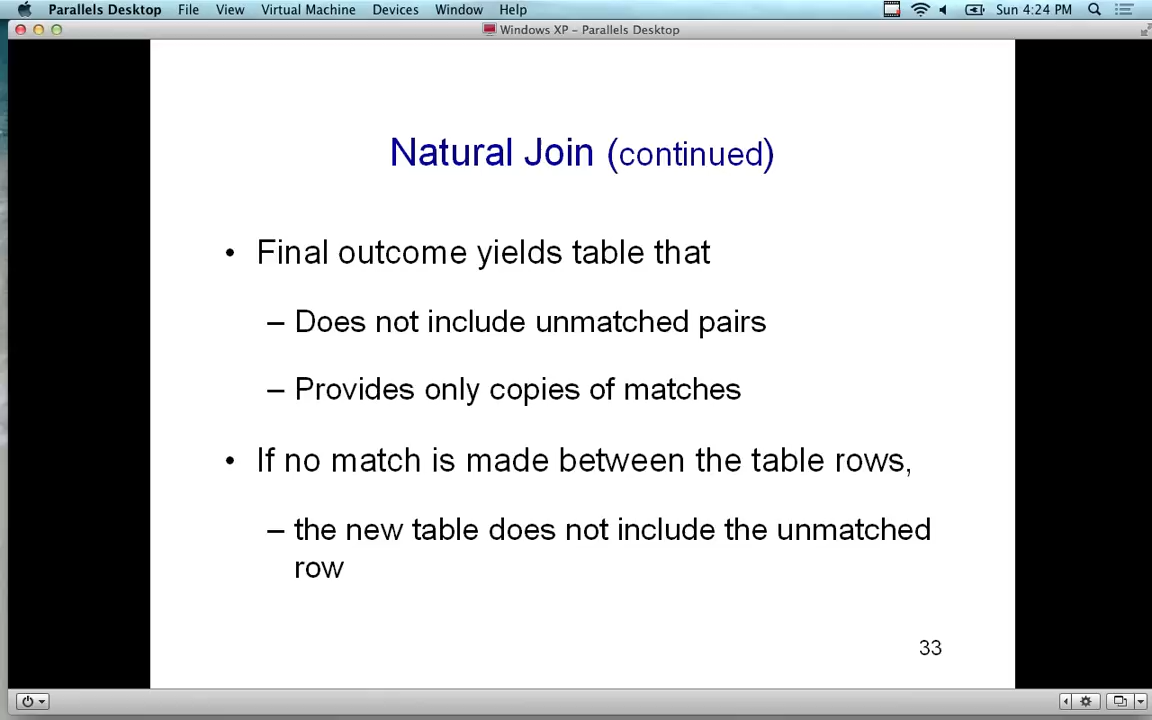 Parallels Desktop File View Virtual Machine Devices Window Help Sun 4:24 PM
Windows XP – Parallels Desktop
Natural Join (continued)
• Final outcome yields table that
– Does not include unmatched pairs
– Provides only copies of matches
• If no match is made between the table rows,
– the new table does not include the unmatched
row
33